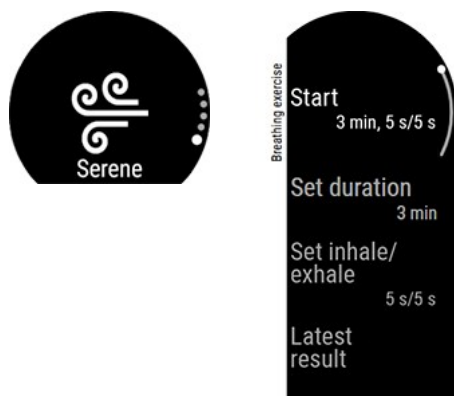 Serene
Breathing exercise
Start
3 min, 5 s/5 s
Set duration
3 min
Set inhale/
exhale
5 s/5 s
Latest
result